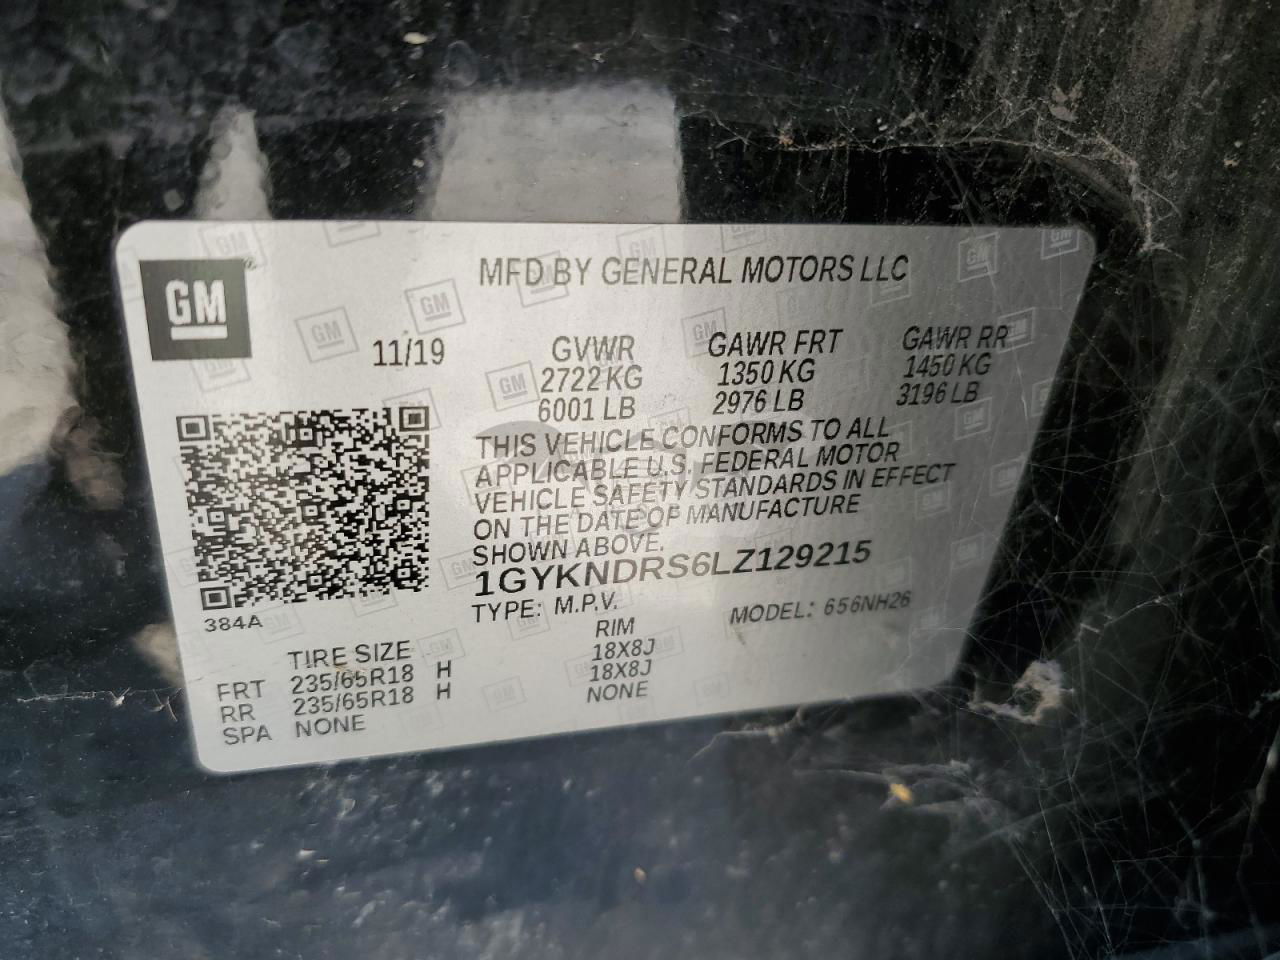 GM
MFD BY GENERAL MOTORS LLC
11/19
GVWR GAWR FRT GAWR RR
2722 KG 1350 KG 1450 KG
6001 LB 2976 LB 3196 LB
THIS VEHICLE CONFORMS TO ALL
APPLICABLE U.S. FEDERAL MOTOR
VEHICLE SAFETY STANDARDS IN EFFECT
ON THE DATE OF MANUFACTURE
SHOWN ABOVE.
1GYKNDRS6LZ129215
TYPE: M.P.V. MODEL: 656NH26
384A
TIRE SIZE RIM
FRT 235/65R18 H 18X8J
RR 235/65R18 H 18X8J
SPA NONE NONE